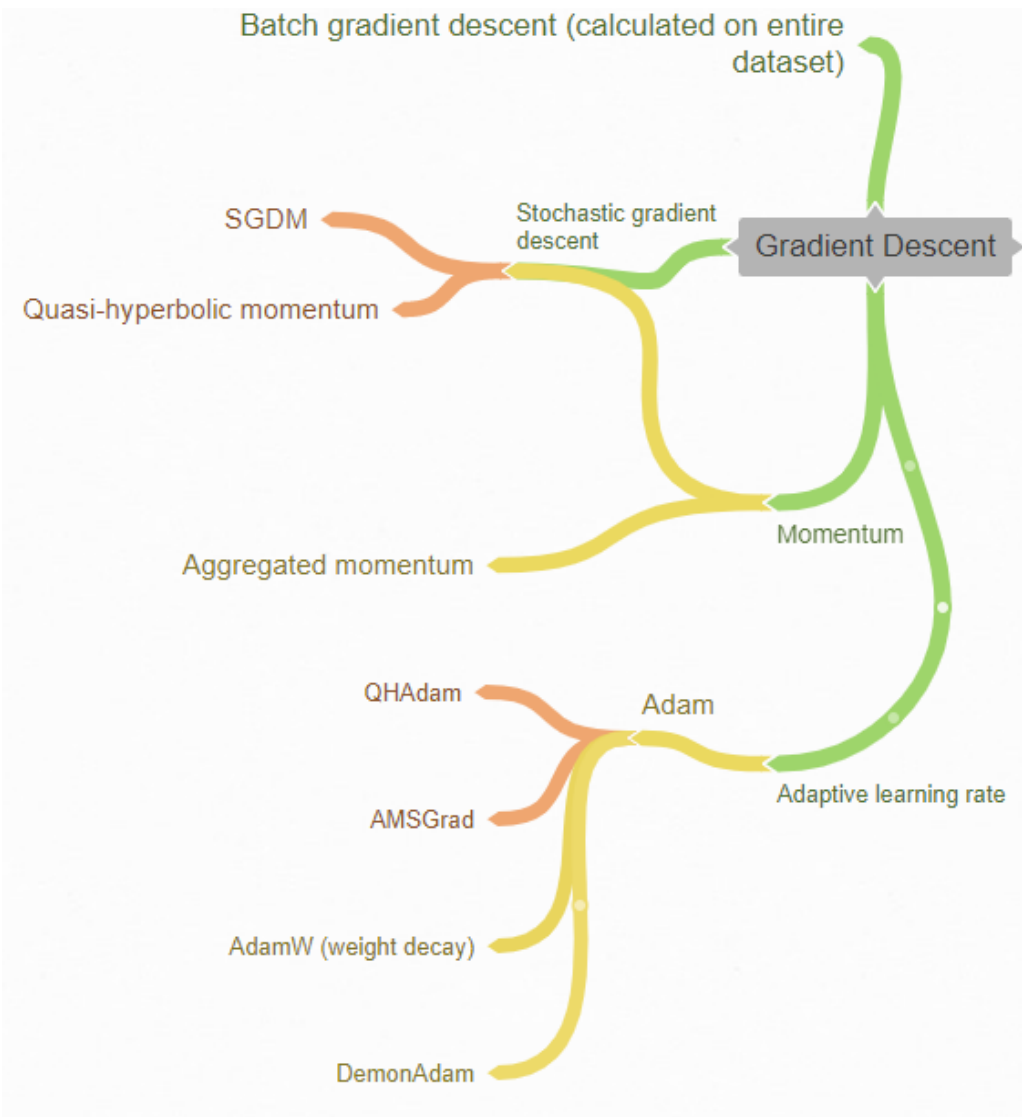 Batch gradient descent (calculated on entire
dataset)
Stochastic gradient
descent
SGDM
Gradient Descent
Quasi-hyperbolic momentum
Momentum
Aggregated momentum
QHAdam
Adam
Adaptive learning rate
AMSGrad
AdamW (weight decay)
DemonAdam